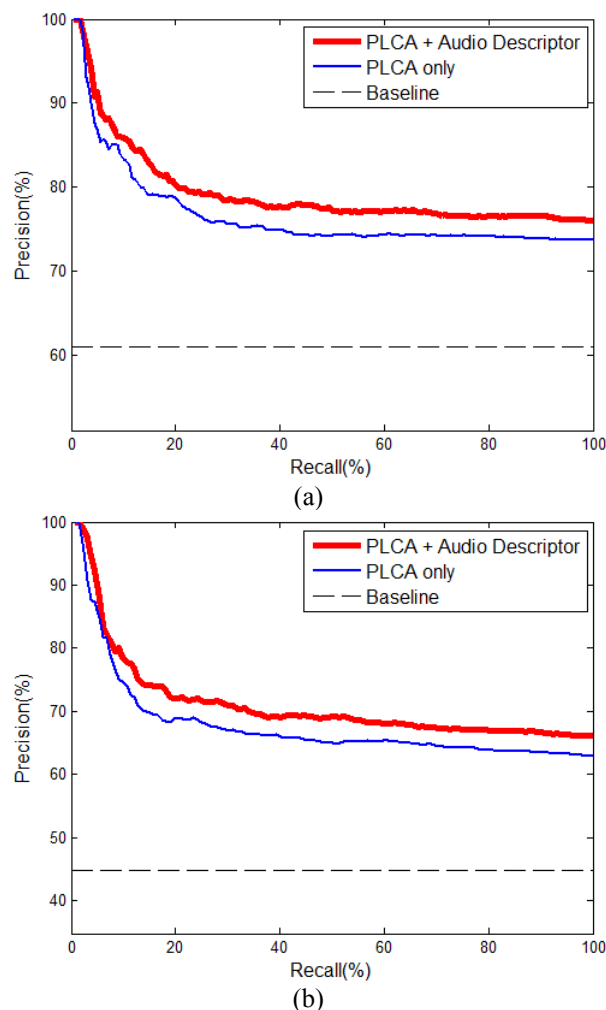 100
90
80
70
60
Precision(%)
PLCA + Audio Descriptor
PLCA only
Baseline
0 20 40 60 80 100
Recall(%)
(a)
100
90
80
70
60
50
40
Precision(%)
PLCA + Audio Descriptor
PLCA only
Baseline
0 20 40 60 80 100
Recall(%)
(b)